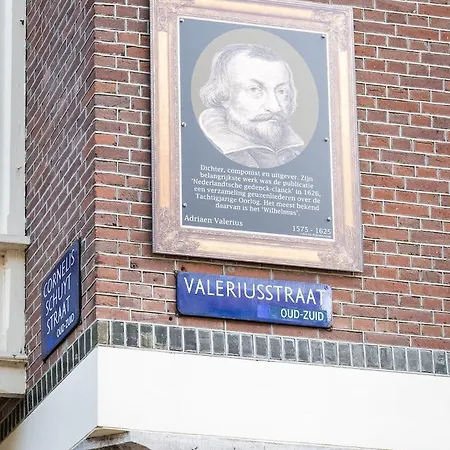 Dichter, componist en uitgever. Zijn
belangrijkste werk was de publicatie
'Nederlandtsche gedenck-clanck' in 1626,
een verzameling geuzenliederen over de
Tachtigjarige Oorlog. Het meest bekend
daarvan is het 'Wilhelmus'.
Adriaen Valerius
1575 - 1625
VALERIUSSTRAAT
OUD-ZUID
CORNELIS
SCHUYT
STRAAT
OUD-ZUID